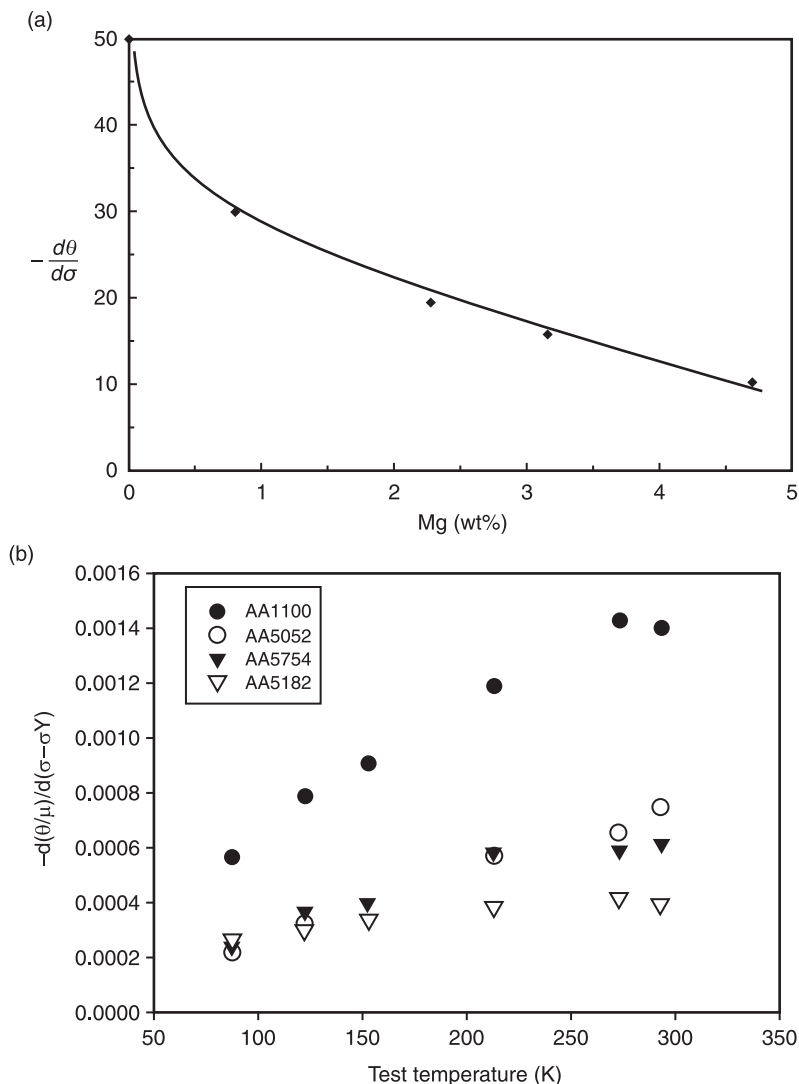 (a)
50
40
30
20
10
0
− dθ/dσ
0 1 2 3 4 5
Mg (wt%)
(b)
0.0016
0.0014
0.0012
0.0010
0.0008
0.0006
0.0004
0.0002
0.0000
−d(θ/μ)/d(σ−σY)
AA1100
AA5052
AA5754
AA5182
50 100 150 200 250 300 350
Test temperature (K)